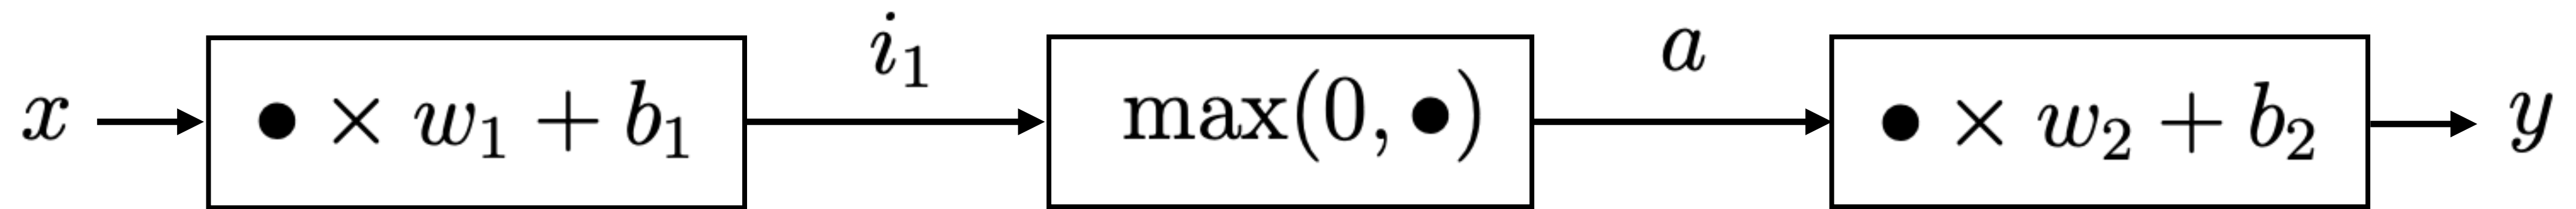 x → • × w₁ + b₁ i₁ → max(0, •) a → • × w₂ + b₂ → y